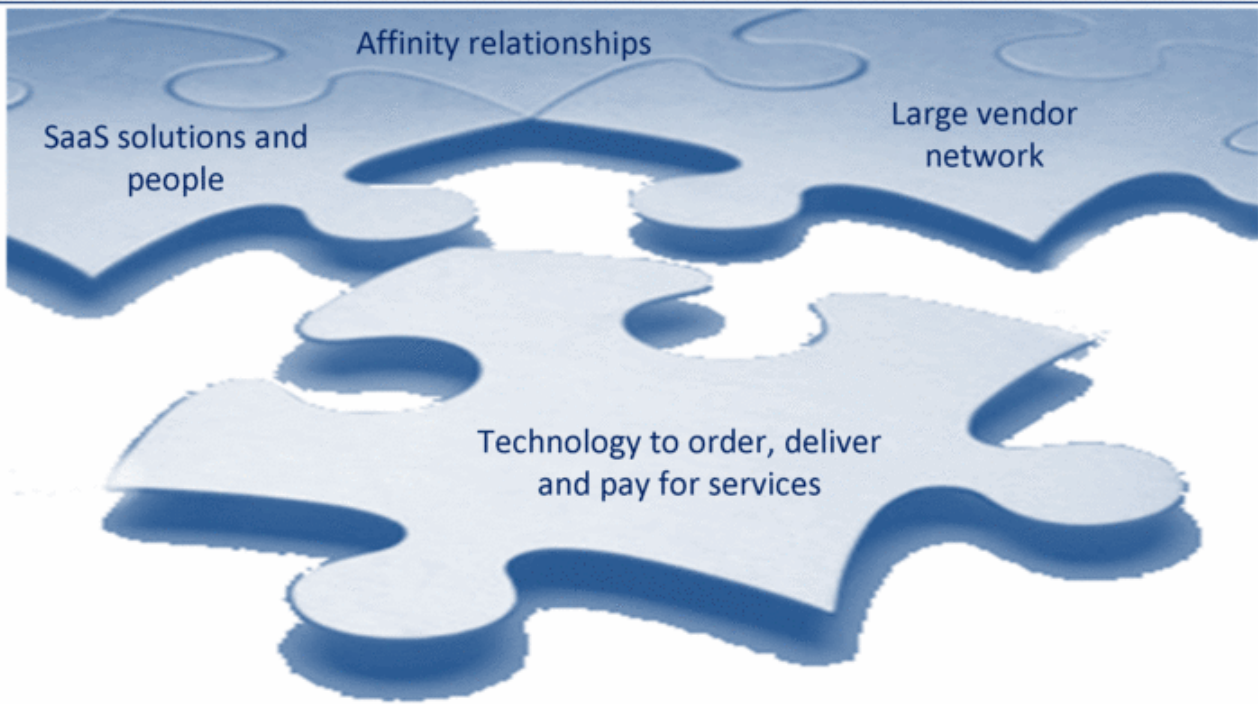 Affinity relationships
SaaS solutions and
people
Large vendor
network
Technology to order, deliver
and pay for services